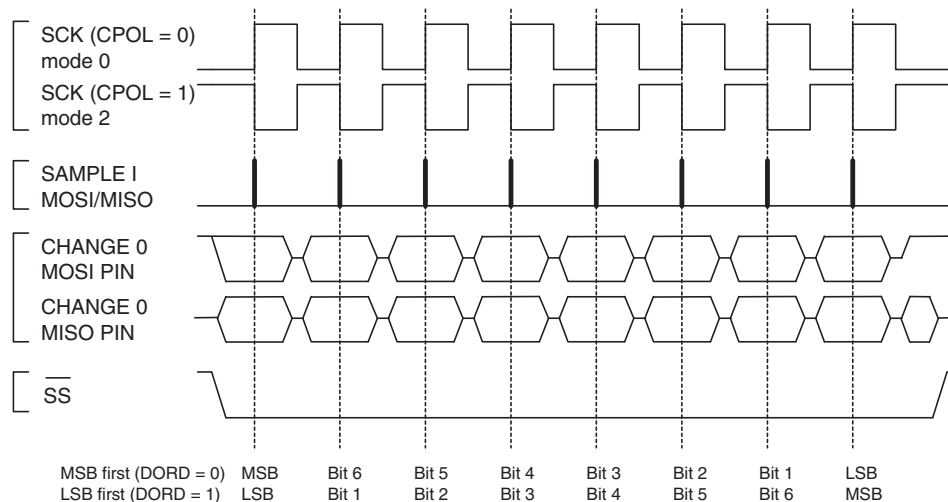 SCK (CPOL = 0)
mode 0
SCK (CPOL = 1)
mode 2
SAMPLE I
MOSI/MISO
CHANGE 0
MOSI PIN
CHANGE 0
MISO PIN
SS
MSB first (DORD = 0) MSB Bit 6 Bit 5 Bit 4 Bit 3 Bit 2 Bit 1 LSB
LSB first (DORD = 1) LSB Bit 1 Bit 2 Bit 3 Bit 4 Bit 5 Bit 6 MSB